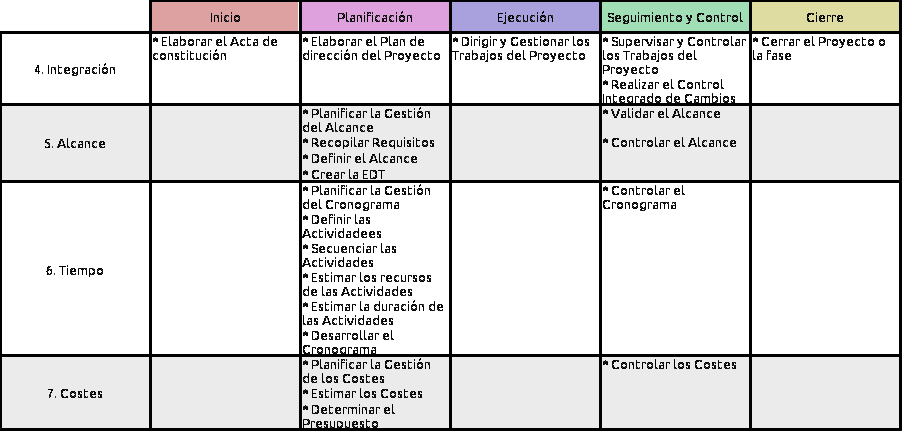 Inicio
Planificación
Ejecución
Seguimiento y Control
Cierre
4. Integración
* Elaborar el Acta de
constitución
* Elaborar el Plan de
dirección del Proyecto
* Dirigir y Gestionar los
Trabajos del Proyecto
* Supervisar y Controlar
los Trabajos del
Proyecto
* Realizar el Control
Integrado de Cambios
* Cerrar el Proyecto o
la fase
5. Alcance
* Planificar la Gestión
del Alcance
* Recopilar Requisitos
* Definir el Alcance
* Crear la EDT
* Validar el Alcance
* Controlar el Alcance
6. Tiempo
* Planificar la Gestión
del Cronograma
* Definir las
Actividadees
* Secuenciar las
Actividades
* Estimar los recursos
de las Actividades
* Estimar la duración de
las Actividades
* Desarrollar el
Cronograma
* Controlar el
Cronograma
7. Costes
* Planificar la Gestión
de los Costes
* Estimar los Costes
* Determinar el
Presupuesto
* Controlar los Costes